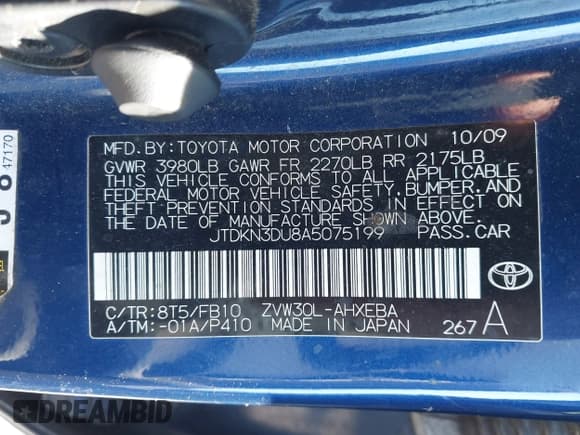 MFD.BY:TOYOTA MOTOR CORPORATION 10/09
GVWR 3980LB GAWR FR 2270LB RR 2175LB
THIS VEHICLE CONFORMS TO ALL APPLICABLE
FEDERAL MOTOR VEHICLE SAFETY,BUMPER,AND
THEFT PREVENTION STANDARDS IN EFFECT ON
THE DATE OF MANUFACTURE SHOWN ABOVE.
JTDKN3DU8A5075199 PASS.CAR
C/TR:8T5/FB10 ZVW30L-AHXEBA
A/TM:-01A/P410 MADE IN JAPAN 267 A
47170
DREAMBID